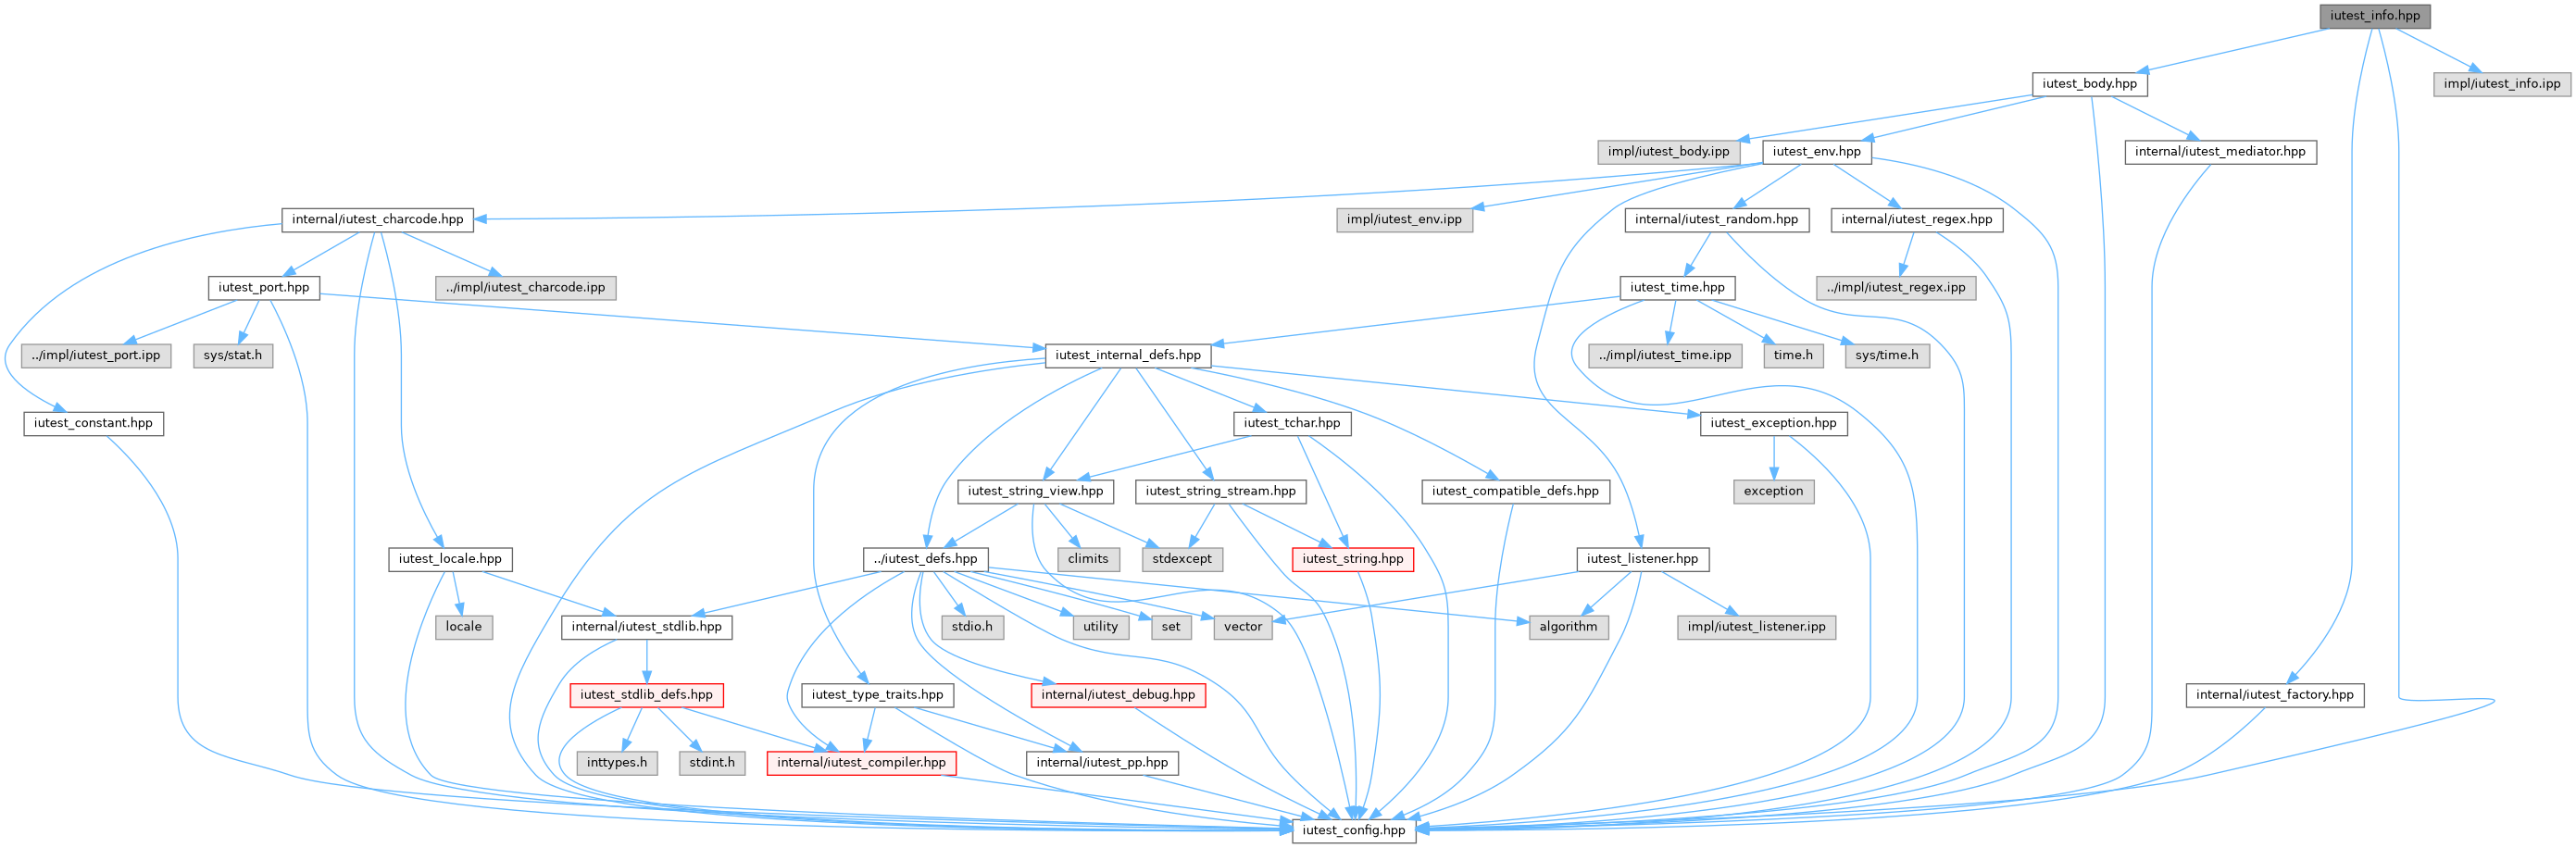 iutest_info.hpp
iutest_body.hpp
impl/iutest_info.ipp
impl/iutest_body.ipp
iutest_env.hpp
internal/iutest_mediator.hpp
internal/iutest_charcode.hpp
impl/iutest_env.ipp
internal/iutest_random.hpp
internal/iutest_regex.hpp
iutest_port.hpp
../impl/iutest_charcode.ipp
iutest_time.hpp
../impl/iutest_regex.ipp
../impl/iutest_port.ipp
sys/stat.h
iutest_internal_defs.hpp
../impl/iutest_time.ipp
time.h
sys/time.h
iutest_constant.hpp
iutest_tchar.hpp
iutest_exception.hpp
iutest_string_view.hpp
iutest_string_stream.hpp
iutest_compatible_defs.hpp
exception
iutest_locale.hpp
../iutest_defs.hpp
climits
stdexcept
iutest_string.hpp
iutest_listener.hpp
locale
internal/iutest_stdlib.hpp
stdio.h
utility
set
vector
algorithm
impl/iutest_listener.ipp
iutest_stdlib_defs.hpp
iutest_type_traits.hpp
internal/iutest_debug.hpp
internal/iutest_factory.hpp
inttypes.h
stdint.h
internal/iutest_compiler.hpp
internal/iutest_pp.hpp
iutest_config.hpp